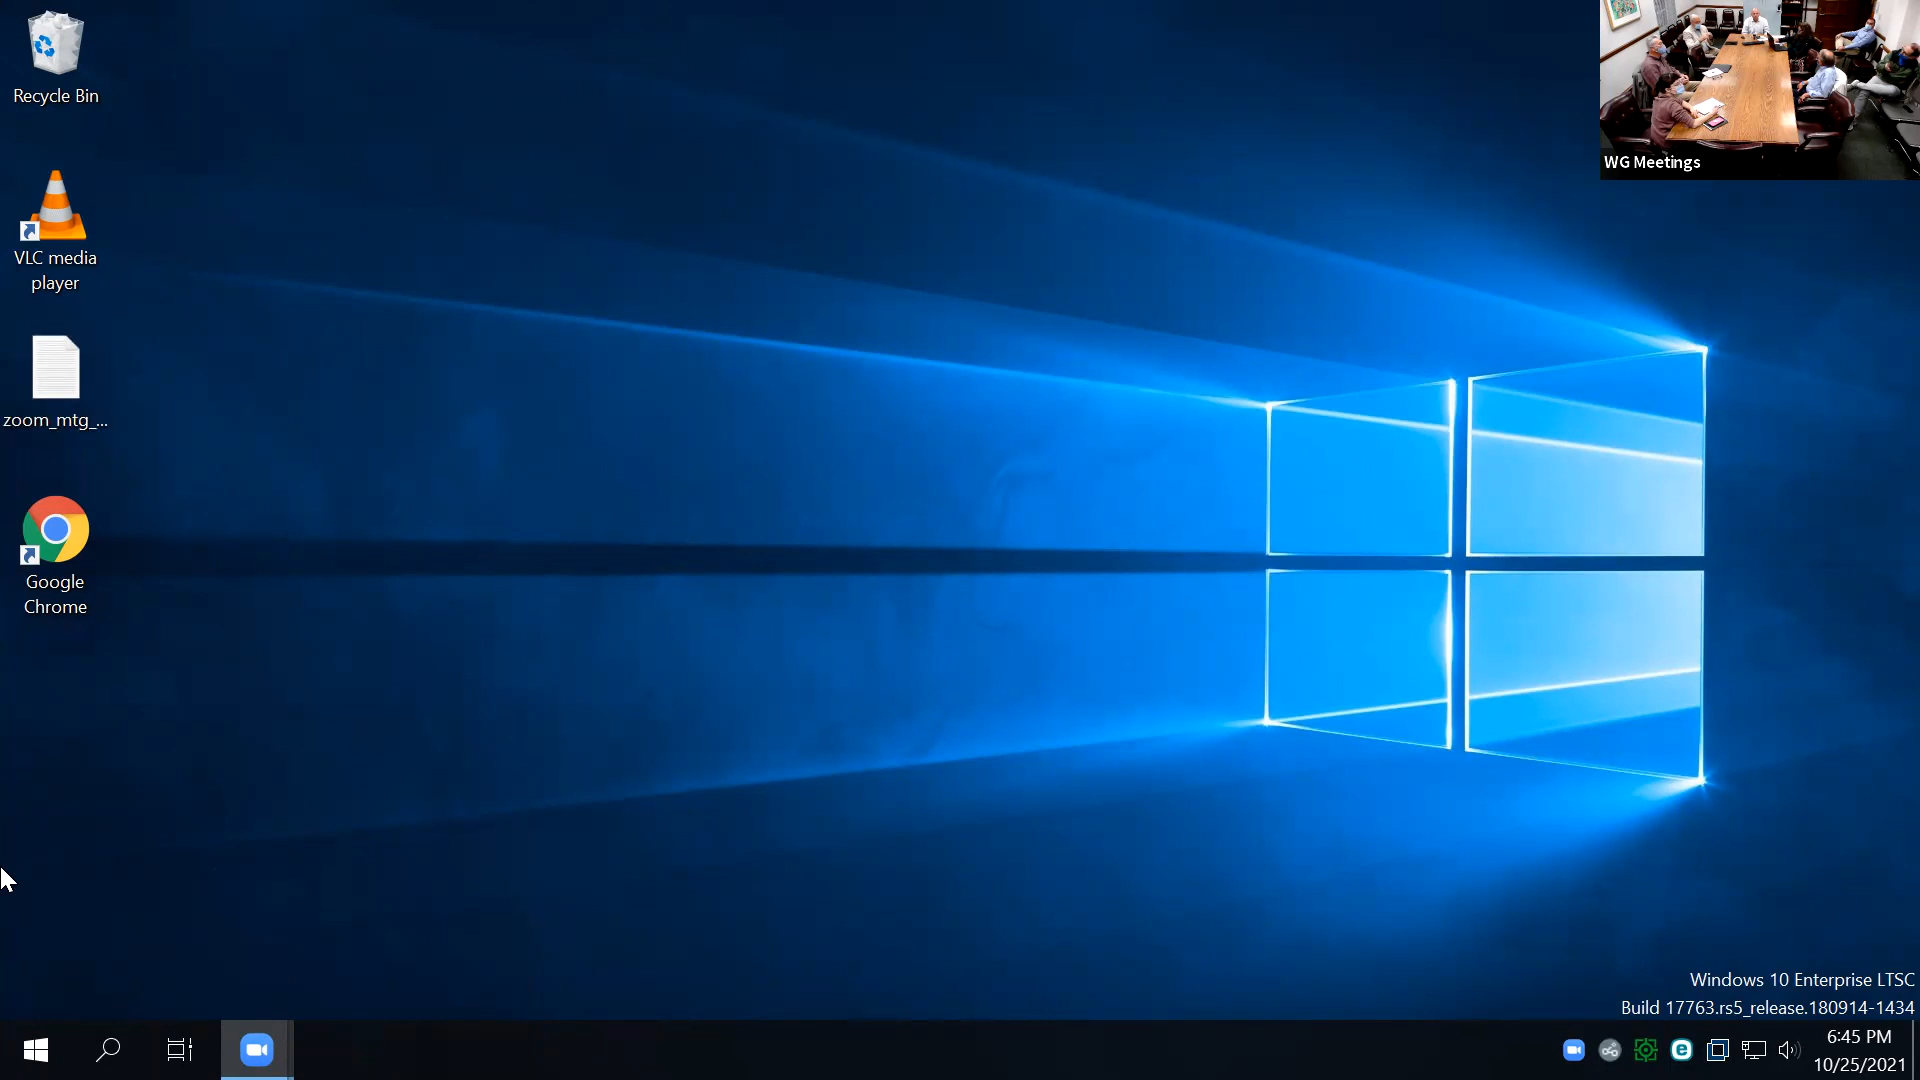 Recycle Bin
VLC media
player
zoom_mtg_...
Google
Chrome
WG Meetings
Windows 10 Enterprise LTSC
Build 17763.rs5_release.180914-1434
6:45 PM
10/25/2021